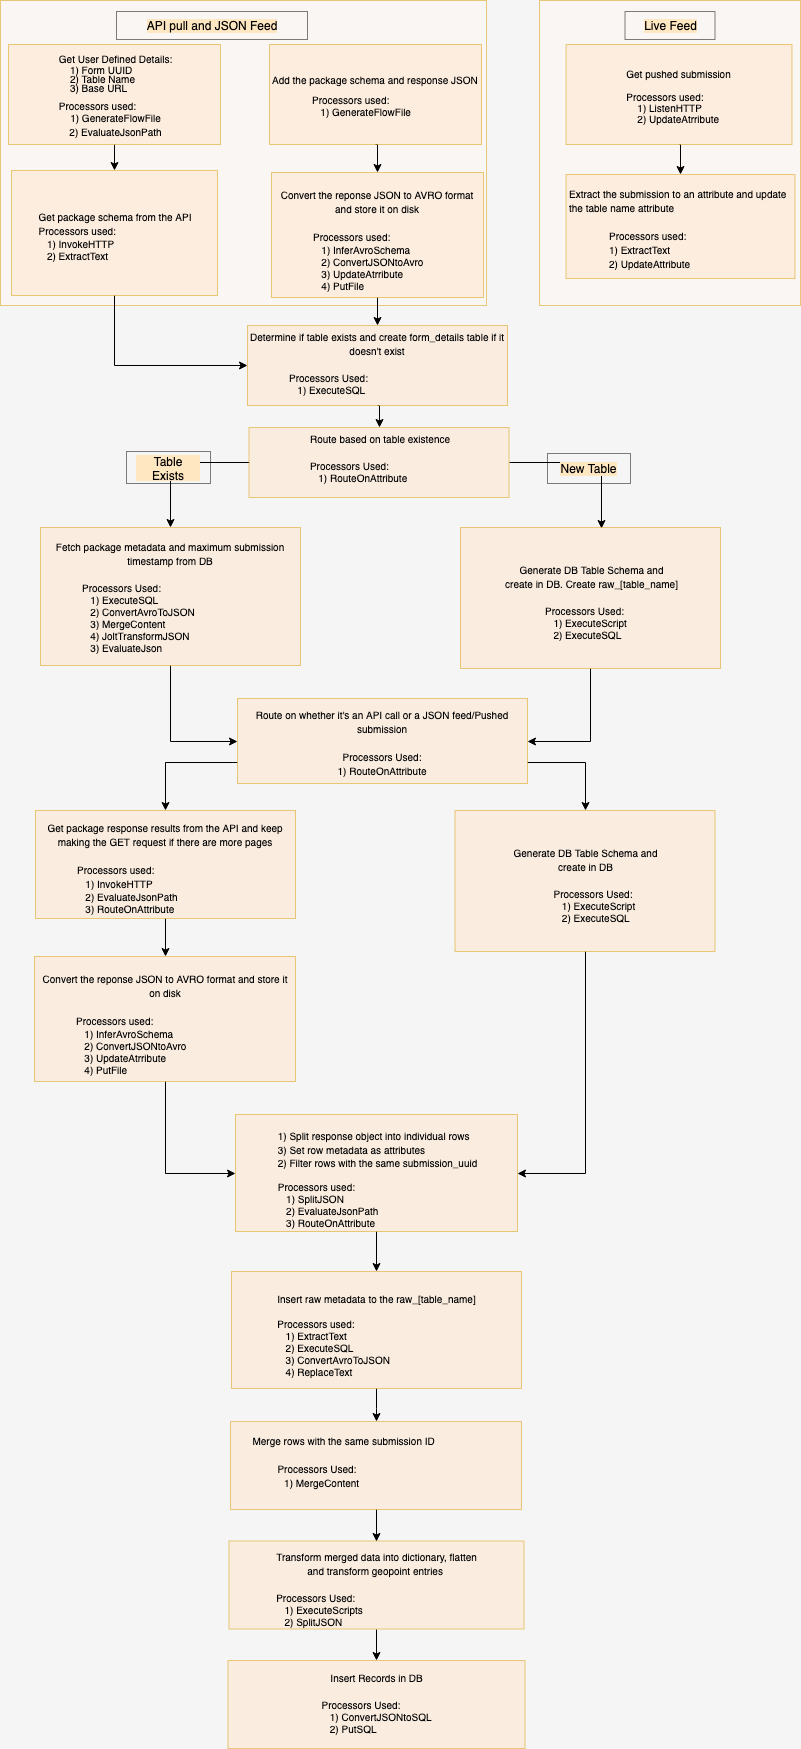 API pull and JSON Feed
Get User Defined Details:
1) Form UUID
2) Table Name
3) Base URL
Processors used:
1) GenerateFlowFile
2) EvaluateJsonPath
Add the package schema and response JSON
Processors used:
1) GenerateFlowFile
Get package schema from the API
Processors used:
1) InvokeHTTP
2) ExtractText
Convert the reponse JSON to AVRO format
and store it on disk
Processors used:
1) InferAvroSchema
2) ConvertJSONtoAvro
3) UpdateAtrribute
4) PutFile
Live Feed
Get pushed submission
Processors used:
1) ListenHTTP
2) UpdateAtrribute
Extract the submission to an attribute and update
the table name attribute
Processors used:
1) ExtractText
2) UpdateAttribute
Determine if table exists and create form_details table if it
doesn't exist
Processors Used:
1) ExecuteSQL
Route based on table existence
Processors Used:
1) RouteOnAttribute
Table
Exists
New Table
Fetch package metadata and maximum submission
timestamp from DB
Processors Used:
1) ExecuteSQL
2) ConvertAvroToJSON
3) MergeContent
4) JoltTransformJSON
3) EvaluateJson
Generate DB Table Schema and
create in DB. Create raw_[table_name]
Processors Used:
1) ExecuteScript
2) ExecuteSQL
Route on whether it's an API call or a JSON feed/Pushed
submission
Processors Used:
1) RouteOnAttribute
Get package response results from the API and keep
making the GET request if there are more pages
Processors used:
1) InvokeHTTP
2) EvaluateJsonPath
3) RouteOnAttribute
Generate DB Table Schema and
create in DB
Processors Used:
1) ExecuteScript
2) ExecuteSQL
Convert the reponse JSON to AVRO format and store it
on disk
Processors used:
1) InferAvroSchema
2) ConvertJSONtoAvro
3) UpdateAtrribute
4) PutFile
1) Split response object into individual rows
3) Set row metadata as attributes
2) Filter rows with the same submission_uuid
Processors used:
1) SplitJSON
2) EvaluateJsonPath
3) RouteOnAttribute
Insert raw metadata to the raw_[table_name]
Processors used:
1) ExtractText
2) ExecuteSQL
3) ConvertAvroToJSON
4) ReplaceText
Merge rows with the same submission ID
Processors Used:
1) MergeContent
Transform merged data into dictionary, flatten
and transform geopoint entries
Processors Used:
1) ExecuteScripts
2) SplitJSON
Insert Records in DB
Processors Used:
1) ConvertJSONtoSQL
2) PutSQL